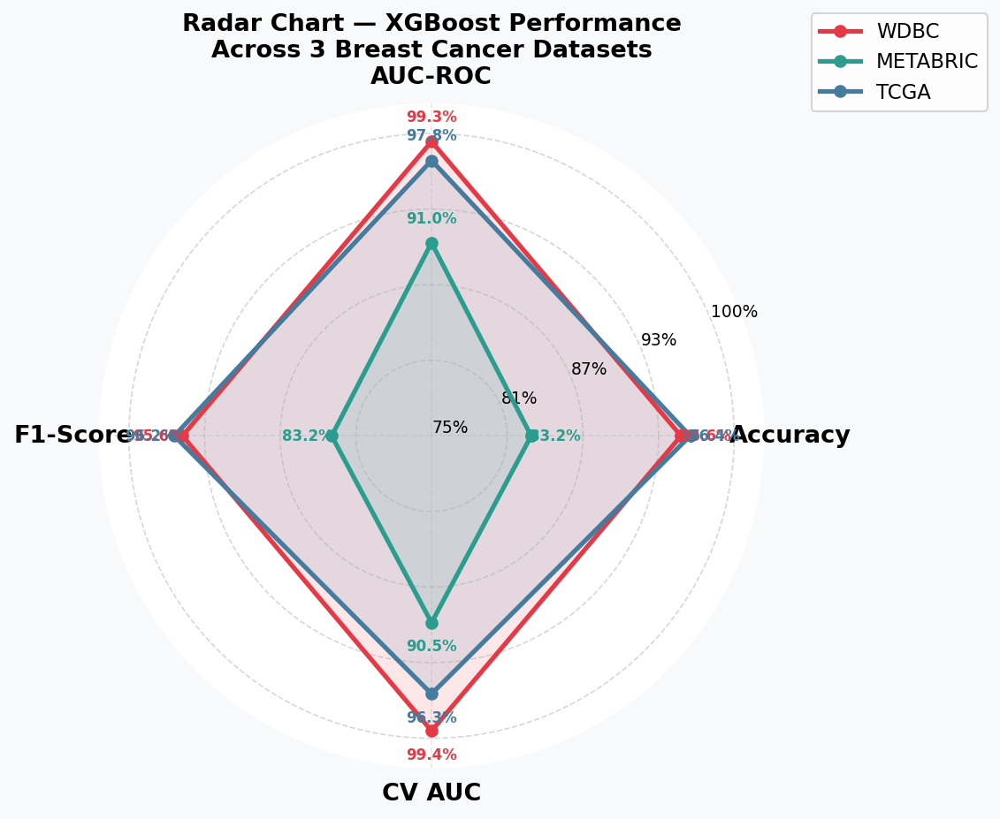 Radar Chart — XGBoost Performance
Across 3 Breast Cancer Datasets
AUC-ROC
WDBC
METABRIC
TCGA
99.3%
97.8%
91.0%
100%
93%
87%
81%
75%
F1-Score
95.6%
83.2%
83.2%
Accuracy
90.5%
96.3%
99.4%
CV AUC